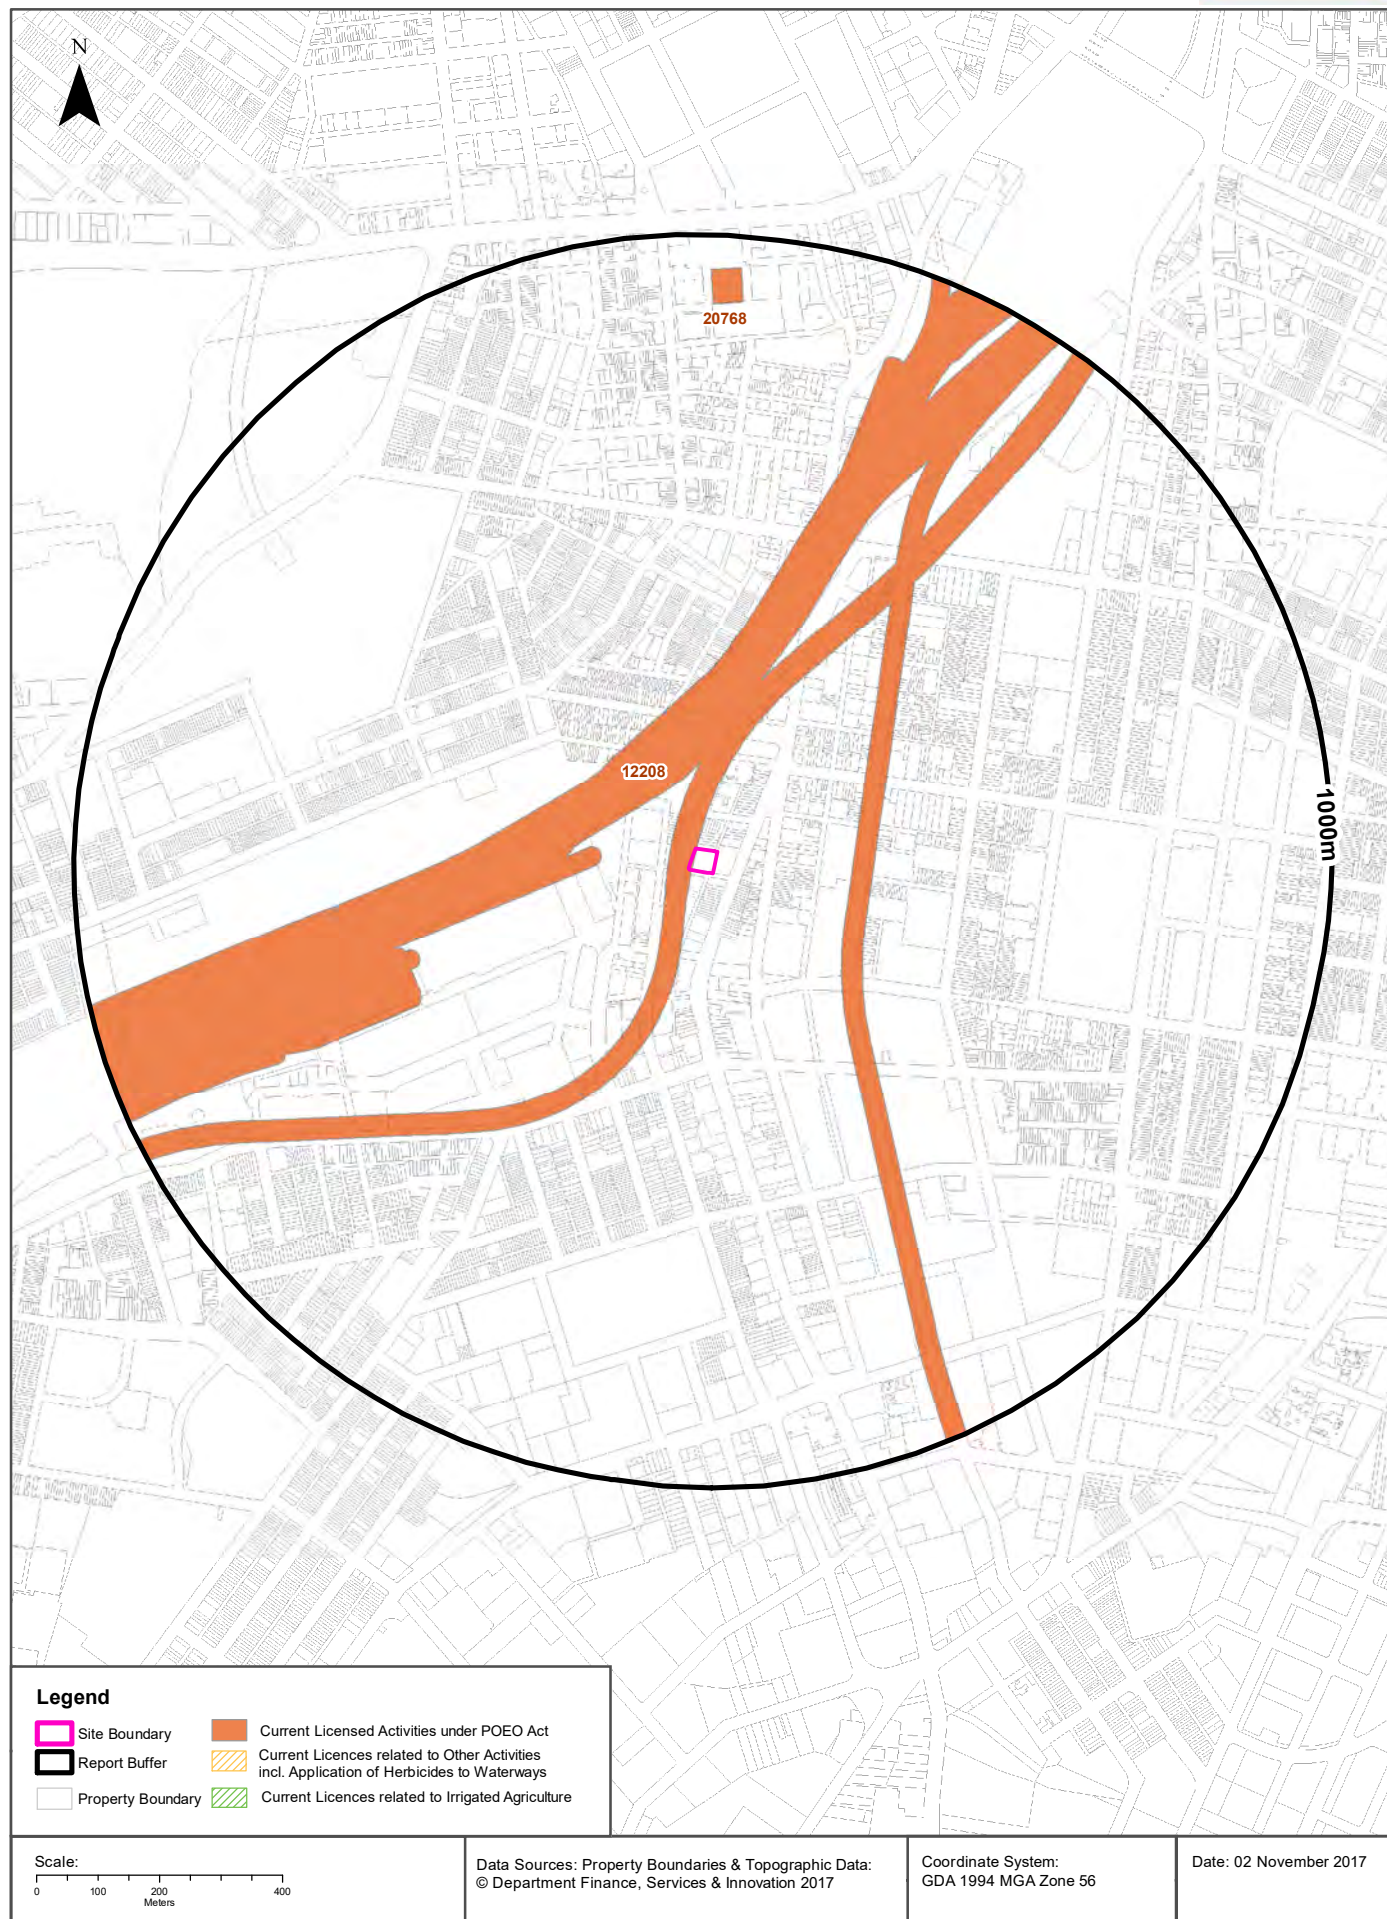 N
20768
12208
1000m
Legend
Site Boundary
Report Buffer
Property Boundary
Current Licensed Activities under POEO Act
Current Licences related to Other Activities
incl. Application of Herbicides to Waterways
Current Licences related to Irrigated Agriculture
Scale:
0 100 200 400
Meters
Data Sources: Property Boundaries & Topographic Data:
© Department Finance, Services & Innovation 2017
Coordinate System:
GDA 1994 MGA Zone 56
Date: 02 November 2017